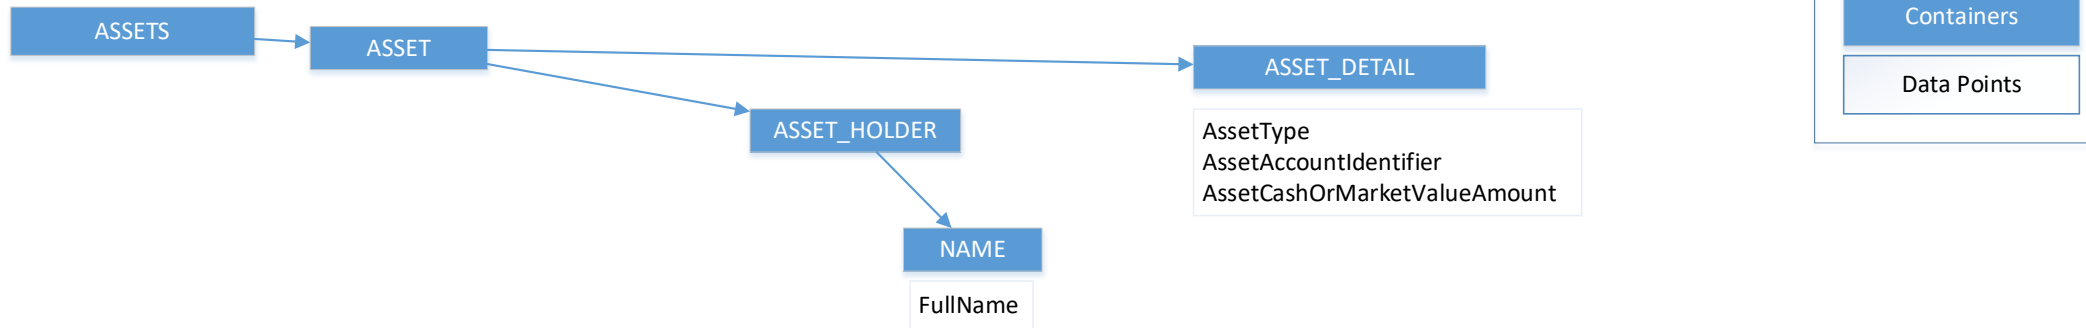 ASSETS
ASSET
ASSET_DETAIL
AssetType
AssetAccountIdentifier
AssetCashOrMarketValueAmount
ASSET_HOLDER
NAME
FullName
Containers
Data Points